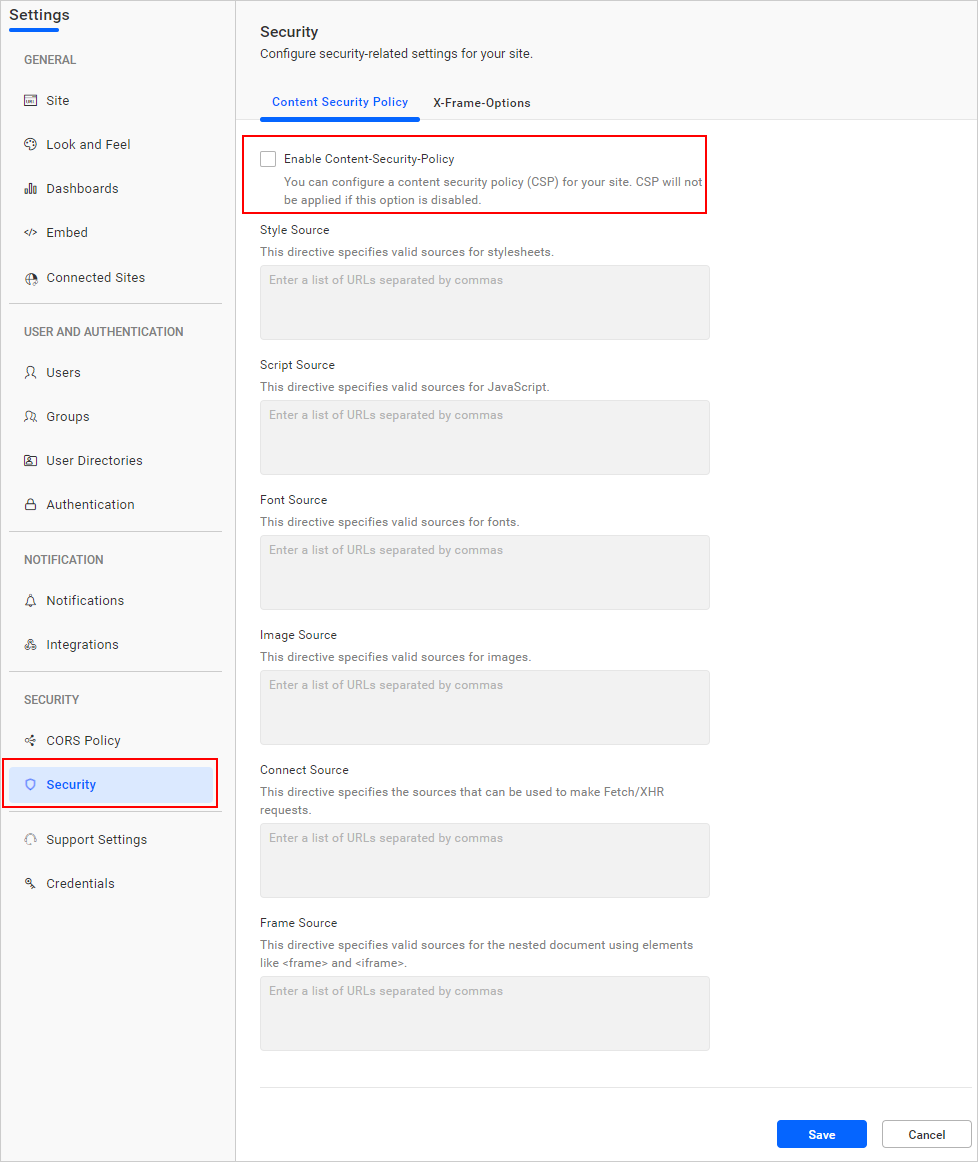 Settings
GENERAL
Site
Look and Feel
Dashboards
Embed
Connected Sites
USER AND AUTHENTICATION
Users
Groups
User Directories
Authentication
NOTIFICATION
Notifications
Integrations
SECURITY
CORS Policy
Security
Support Settings
Credentials
Security
Configure security-related settings for your site.
Content Security Policy
X-Frame-Options
Enable Content-Security-Policy
You can configure a content security policy (CSP) for your site. CSP will not
be applied if this option is disabled.
Style Source
This directive specifies valid sources for stylesheets.
Enter a list of URLs separated by commas
Script Source
This directive specifies valid sources for JavaScript.
Enter a list of URLs separated by commas
Font Source
This directive specifies valid sources for fonts.
Enter a list of URLs separated by commas
Image Source
This directive specifies valid sources for images.
Enter a list of URLs separated by commas
Connect Source
This directive specifies the sources that can be used to make Fetch/XHR
requests.
Enter a list of URLs separated by commas
Frame Source
This directive specifies valid sources for the nested document using elements
like <frame> and <iframe>.
Enter a list of URLs separated by commas
Save
Cancel